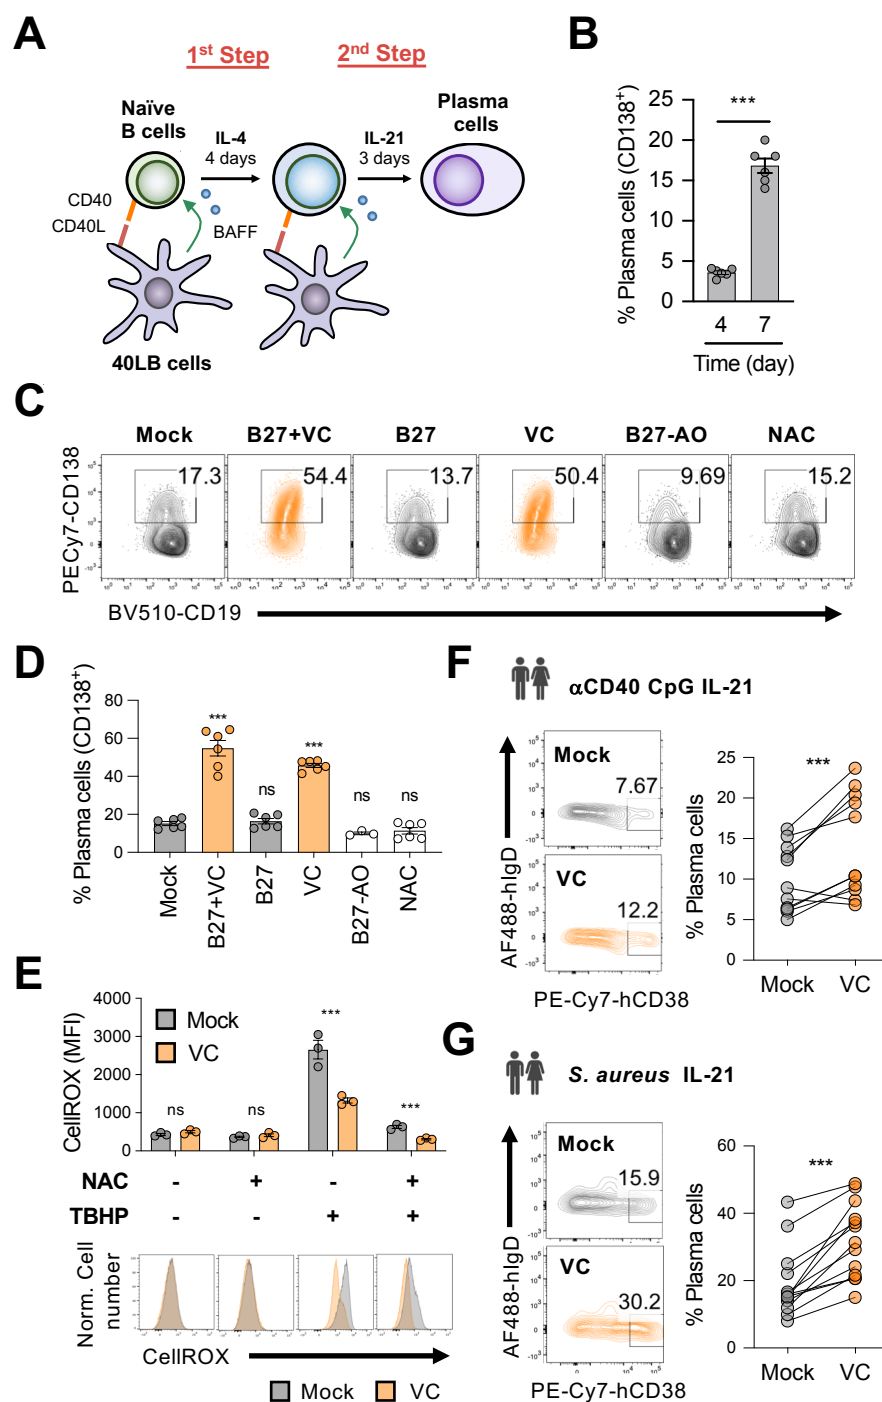 A
1st Step
2nd Step
Naïve
B cells
IL-4
4 days
IL-21
3 days
Plasma
cells
CD40
CD40L
BAFF
40LB cells
B
% Plasma cells (CD138+)
25
20
15
10
5
0
***
4
7
Time (day)
C
Mock
B27+VC
B27
VC
B27-AO
NAC
PECy7-CD138
17.3
54.4
13.7
50.4
9.69
15.2
BV510-CD19
D
% Plasma cells (CD138+)
80
60
40
20
0
***
ns
***
ns
ns
Mock
B27+VC
B27
VC
B27-AO
NAC
E
CellROX (MFI)
4000
3000
2000
1000
0
Mock
VC
ns
ns
***
***
NAC
- + - +
TBHP
- - + +
Norm. Cell
number
CellROX
Mock
VC
F
αCD40 CpG IL-21
AF488-hIgD
Mock
7.67
VC
12.2
PE-Cy7-hCD38
% Plasma cells
25
20
15
10
5
0
***
Mock
VC
G
S. aureus IL-21
AF488-hIgD
Mock
15.9
VC
30.2
PE-Cy7-hCD38
% Plasma cells
60
40
20
0
***
Mock
VC